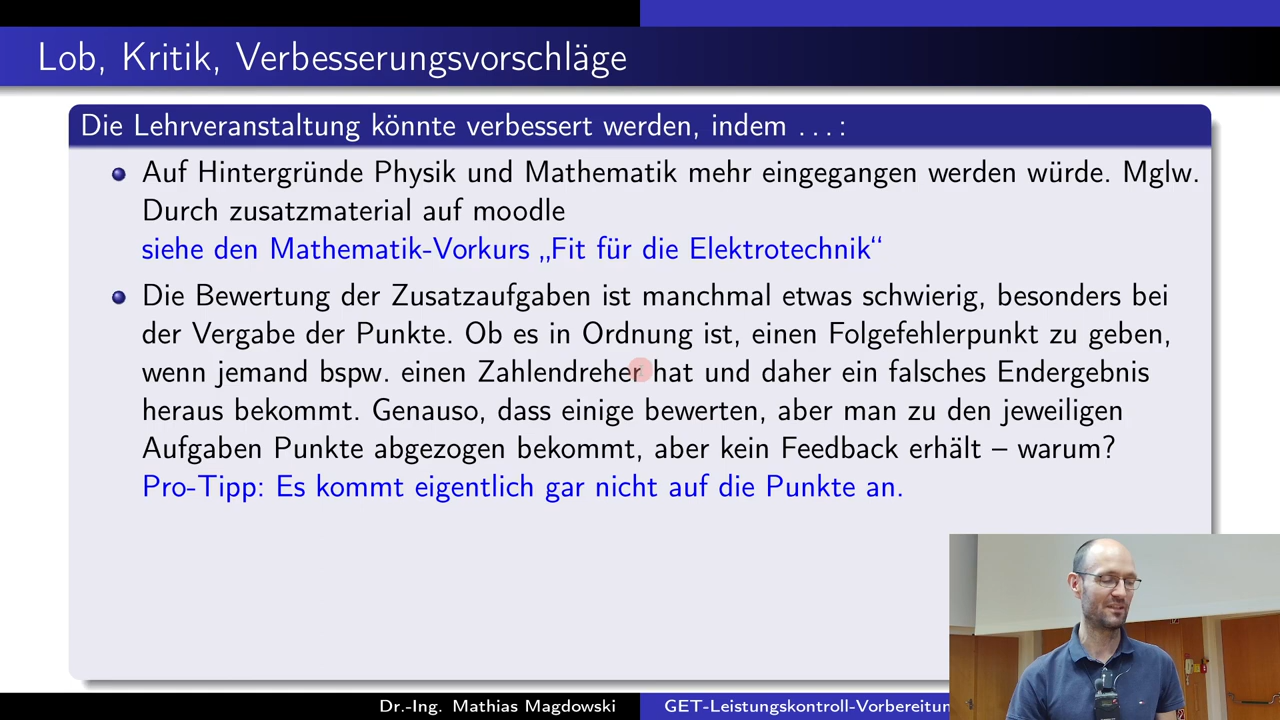 Lob, Kritik, Verbesserungsvorschläge
Die Lehrveranstaltung könnte verbessert werden, indem ...:
Auf Hintergründe Physik und Mathematik mehr eingegangen werden würde. Mglw.
Durch zusatzmaterial auf moodle
siehe den Mathematik-Vorkurs „Fit für die Elektrotechnik“
Die Bewertung der Zusatzaufgaben ist manchmal etwas schwierig, besonders bei
der Vergabe der Punkte. Ob es in Ordnung ist, einen Folgefehlerpunkt zu geben,
wenn jemand bspw. einen Zahlendreher hat und daher ein falsches Endergebnis
heraus bekommt. Genauso, dass einige bewerten, aber man zu den jeweiligen
Aufgaben Punkte abgezogen bekommt, aber kein Feedback erhält – warum?
Pro-Tipp: Es kommt eigentlich gar nicht auf die Punkte an.
Dr.-Ing. Mathias Magdowski
GET-Leistungskontroll-Vorbereitun